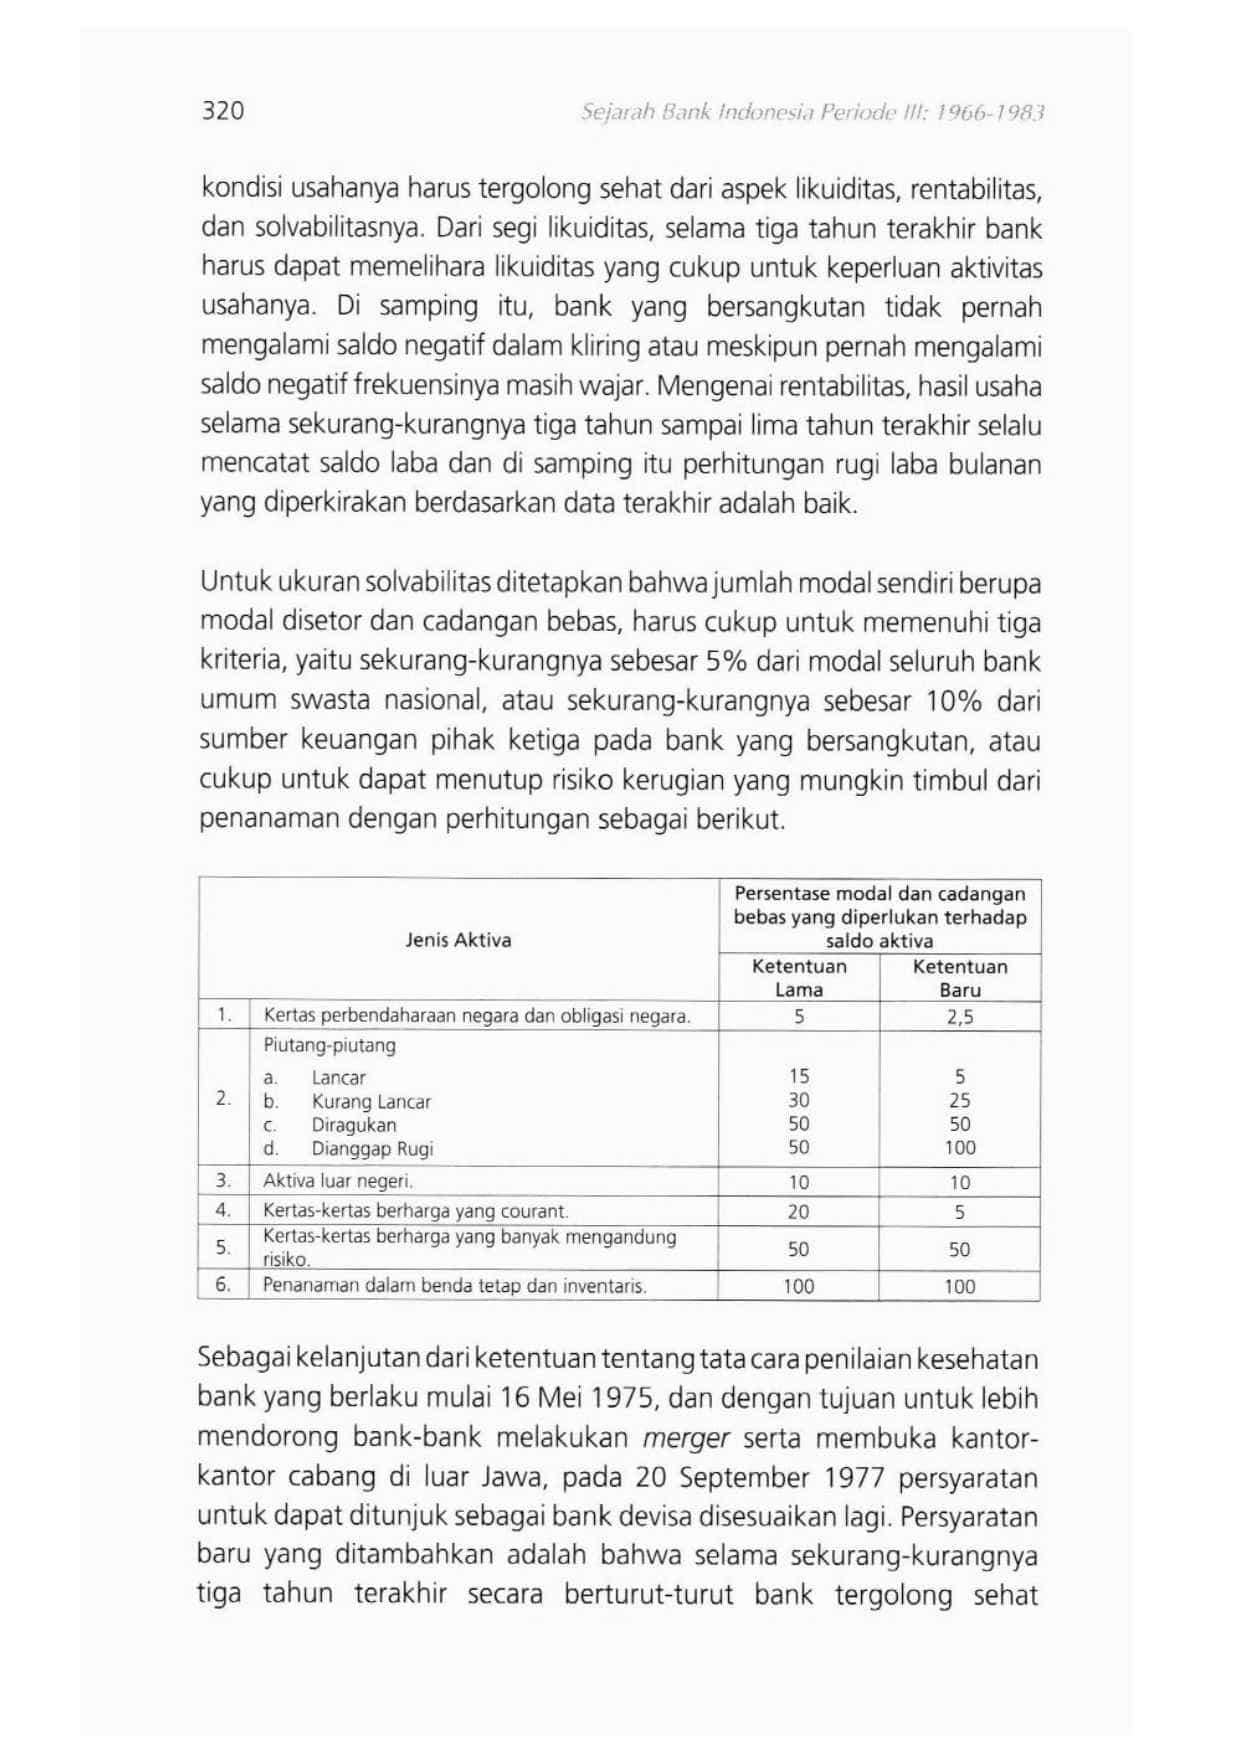 320
Sejarah Bank Indonesia Periode III: 1966-1983
kondisi usahanya harus tergolong sehat dari aspek likuiditas, rentabilitas,
dan solvabilitasnya. Dari segi likuiditas, selama tiga tahun terakhir bank
harus dapat memelihara likuiditas yang cukup untuk keperluan aktivitas
usahanya. Di samping itu, bank yang bersangkutan tidak pernah
mengalami saldo negatif dalam kliring atau meskipun pernah mengalami
saldo negatif frekuensinya masih wajar. Mengenai rentabilitas, hasil usaha
selama sekurang-kurangnya tiga tahun sampai lima tahun terakhir selalu
mencatat saldo laba dan di samping itu perhitungan rugi laba bulanan
yang diperkirakan berdasarkan data terakhir adalah baik.
Untuk ukuran solvabilitas ditetapkan bahwa jumlah modal sendiri berupa
modal disetor dan cadangan bebas, harus cukup untuk memenuhi tiga
kriteria, yaitu sekurang-kurangnya sebesar 5% dari modal seluruh bank
umum swasta nasional, atau sekurang-kurangnya sebesar 10% dari
sumber keuangan pihak ketiga pada bank yang bersangkutan, atau
cukup untuk dapat menutup risiko kerugian yang mungkin timbul dari
penanaman dengan perhitungan sebagai berikut.
Jenis Aktiva
Persentase modal dan cadangan
bebas yang diperlukan terhadap
saldo aktiva
Ketentuan Ketentuan
Lama Baru
1. Kertas perbendaharaan negara dan obligasi negara. 5 2,5
2. Piutang-piutang
a. Lancar 15 5
b. Kurang Lancar 30 25
c. Diragukan 50 50
d. Dianggap Rugi 50 100
3. Aktiva luar negeri. 10 10
4. Kertas-kertas berharga yang courant. 20 5
5. Kertas-kertas berharga yang banyak mengandung
risiko. 50 50
6. Penanaman dalam benda tetap dan inventaris. 100 100
Sebagai kelanjutan dari ketentuan tentang tata cara penilaian kesehatan
bank yang berlaku mulai 16 Mei 1975, dan dengan tujuan untuk lebih
mendorong bank-bank melakukan merger serta membuka kantor-
kantor cabang di luar Jawa, pada 20 September 1977 persyaratan
untuk dapat ditunjuk sebagai bank devisa disesuaikan lagi. Persyaratan
baru yang ditambahkan adalah bahwa selama sekurang-kurangnya
tiga tahun terakhir secara berturut-turut bank tergolong sehat